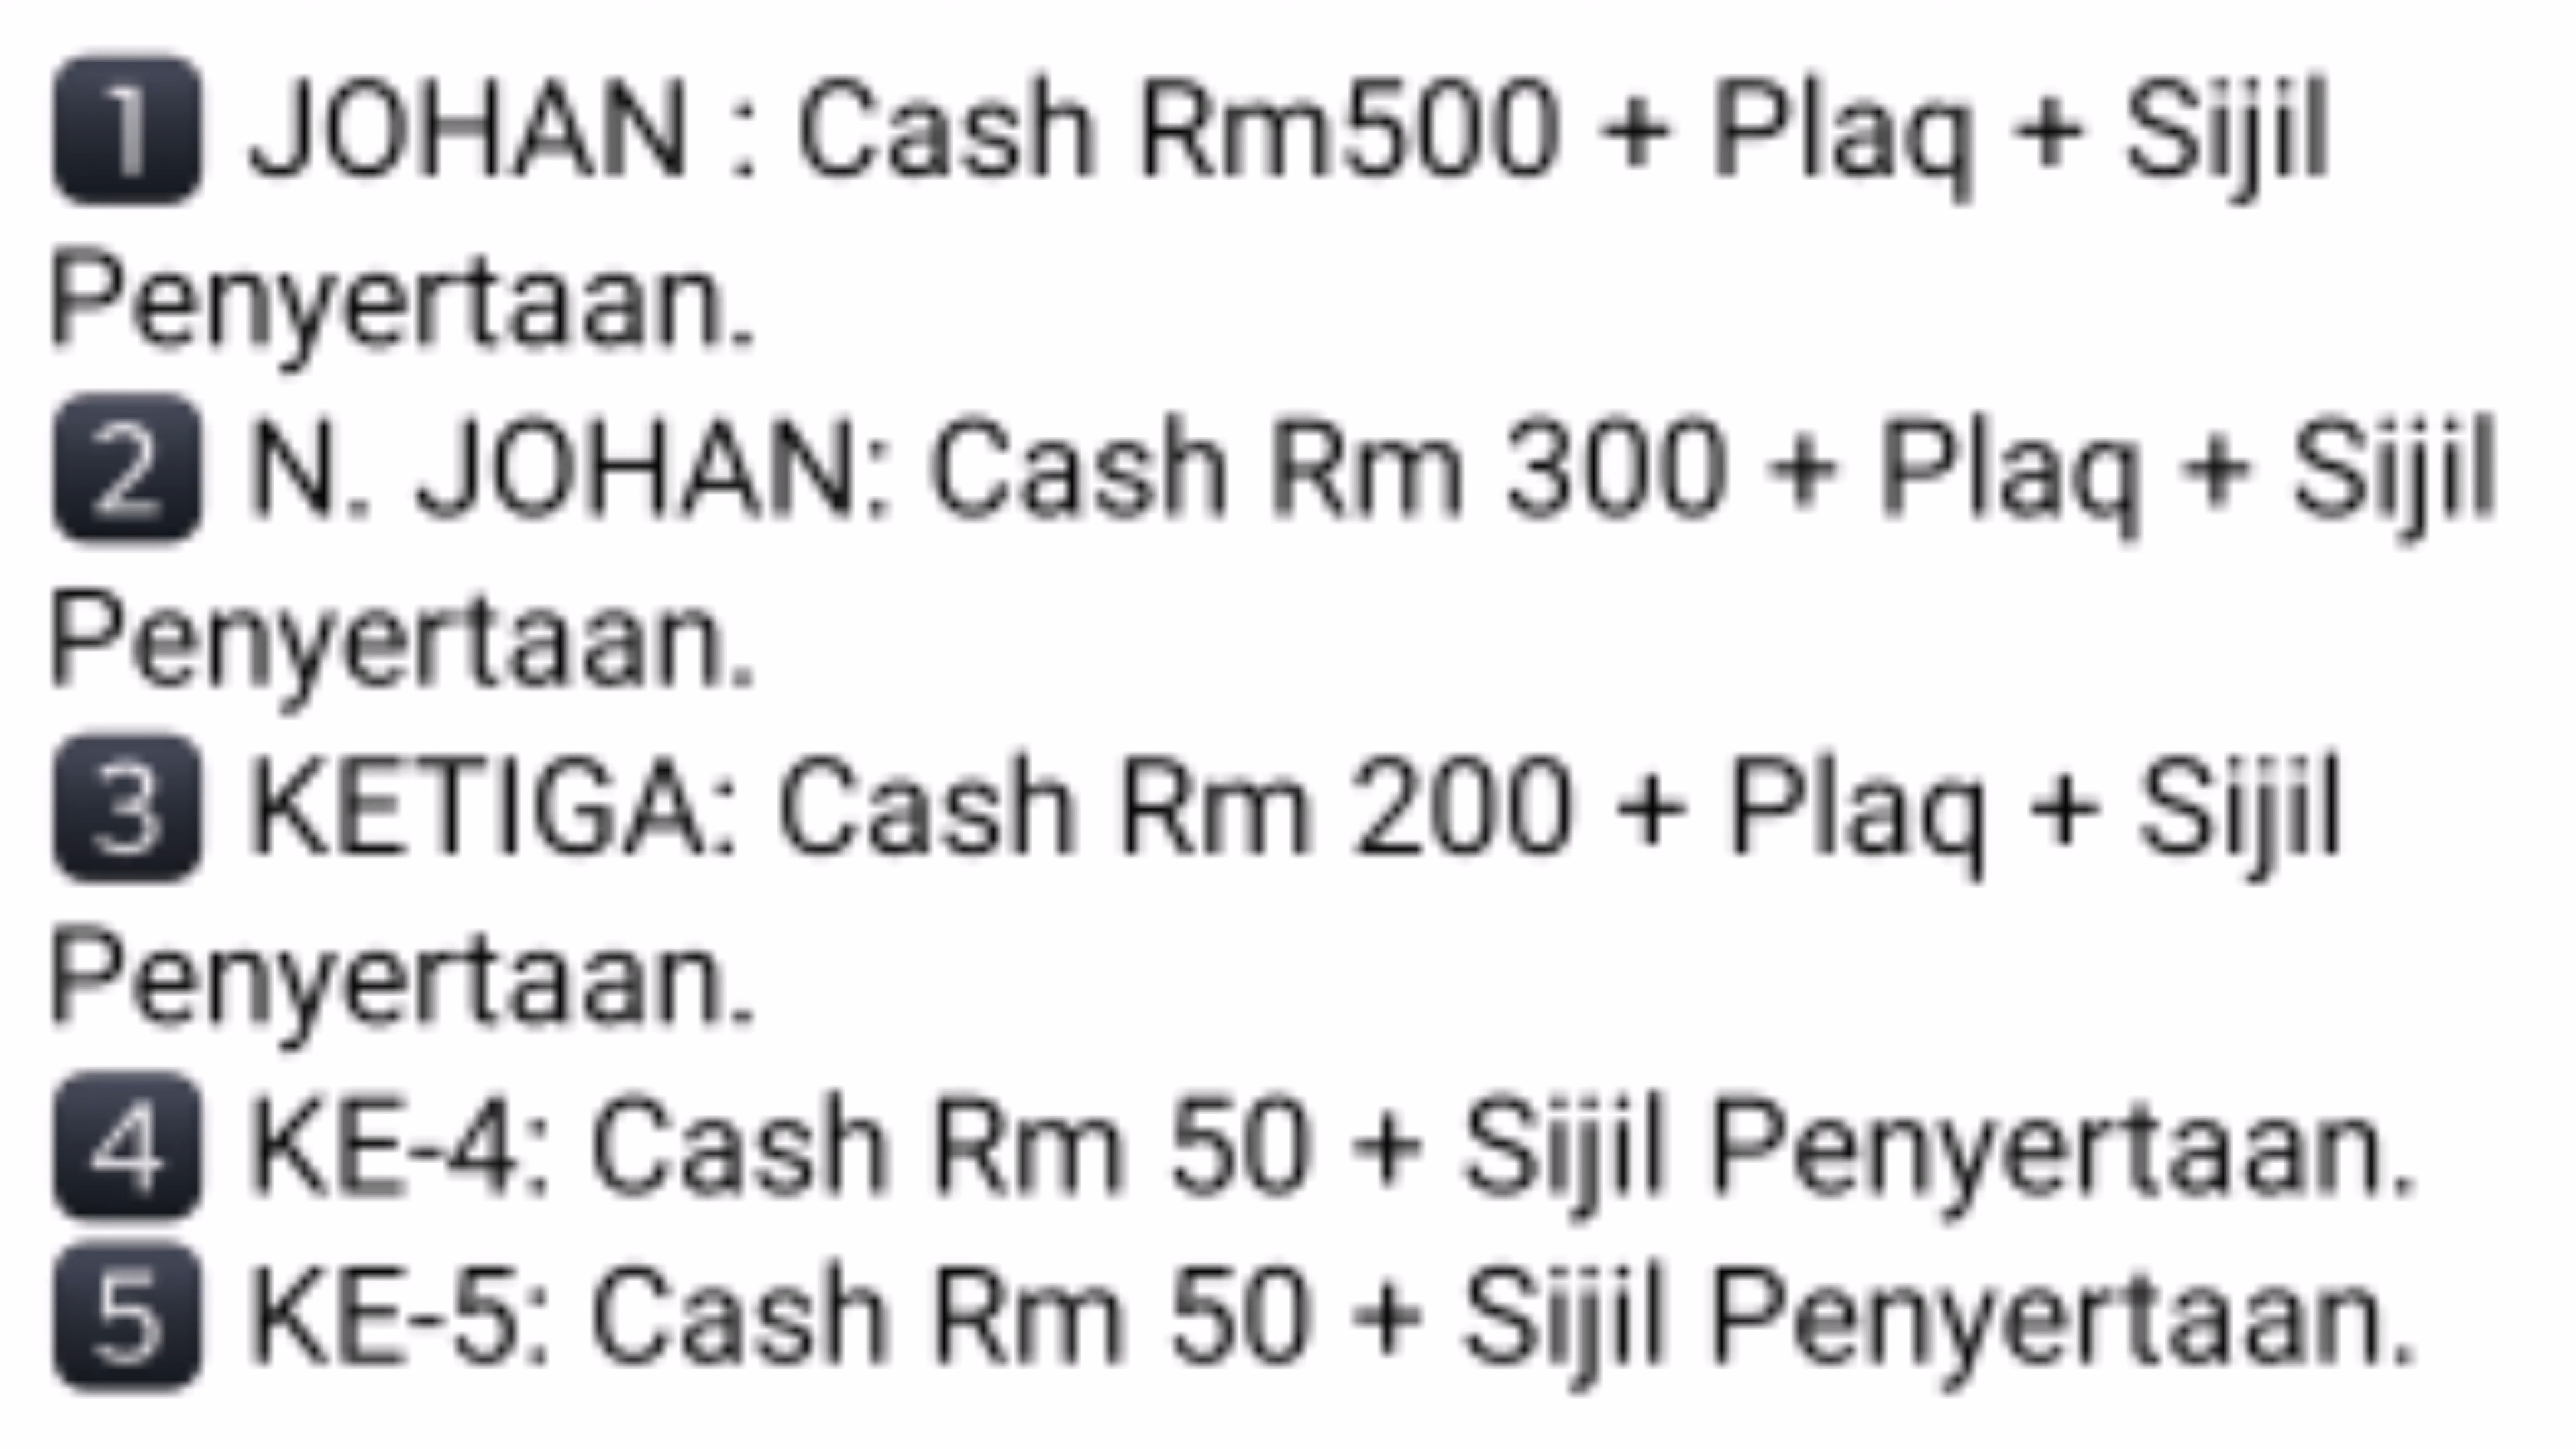 1 JOHAN : Cash Rm500 + Plaq + Sijil
Penyertaan.
2 N. JOHAN: Cash Rm 300 + Plaq + Sijil
Penyertaan.
3 KETIGA: Cash Rm 200 + Plaq + Sijil
Penyertaan.
4 KE-4: Cash Rm 50 + Sijil Penyertaan.
5 KE-5: Cash Rm 50 + Sijil Penyertaan.